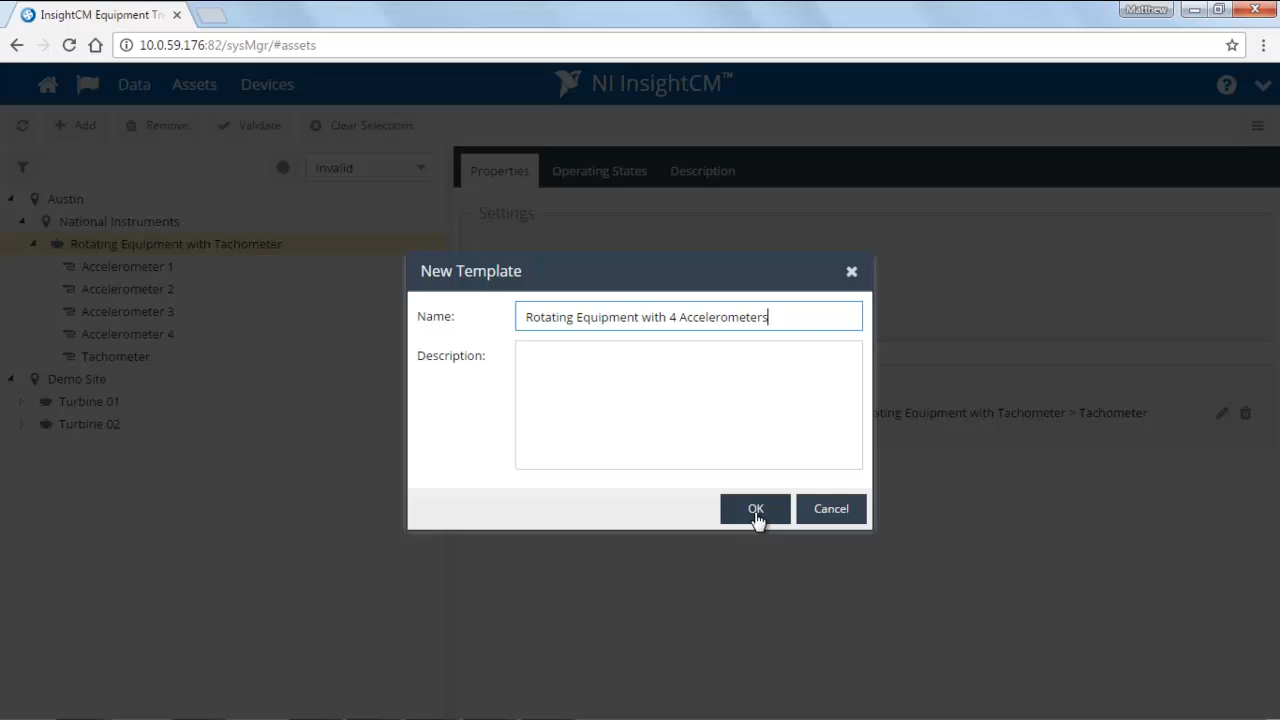 InsightCM Equipment Tr
Matthew
10.0.59.176:82/sysMgr/#assets
Data
Assets
Devices
NI InsightCM™
Add
Remove
Validate
Clear Selections
Invalid
Properties
Operating States
Description
Settings
Austin
National Instruments
Rotating Equipment with Tachometer
Accelerometer 1
Accelerometer 2
Accelerometer 3
Accelerometer 4
Tachometer
Demo Site
Turbine 01
Turbine 02
New Template
Name:
Rotating Equipment with 4 Accelerometers
Description:
ating Equipment with Tachometer > Tachometer
OK
Cancel